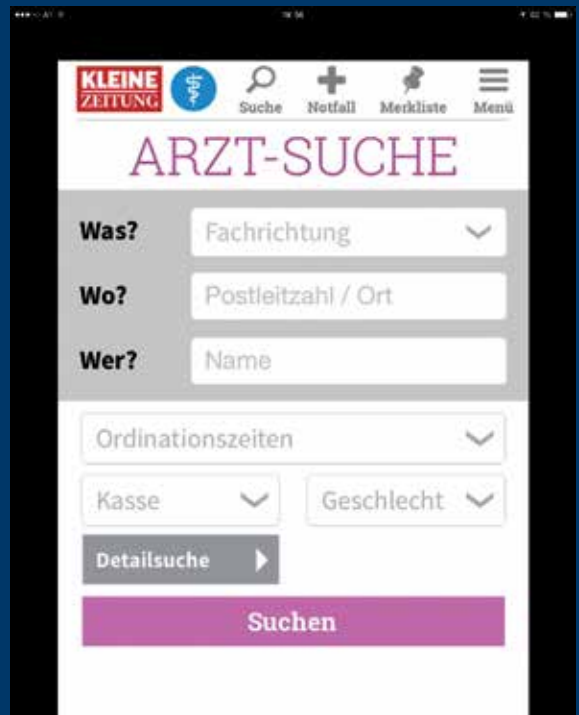 KLEINE
ZEITUNG
Suche Notfall Merkliste Menü
ARZT-SUCHE
Was? Fachrichtung
Wo? Postleitzahl / Ort
Wer? Name
Ordinationszeiten
Kasse Geschlecht
Detailsuche
Suchen